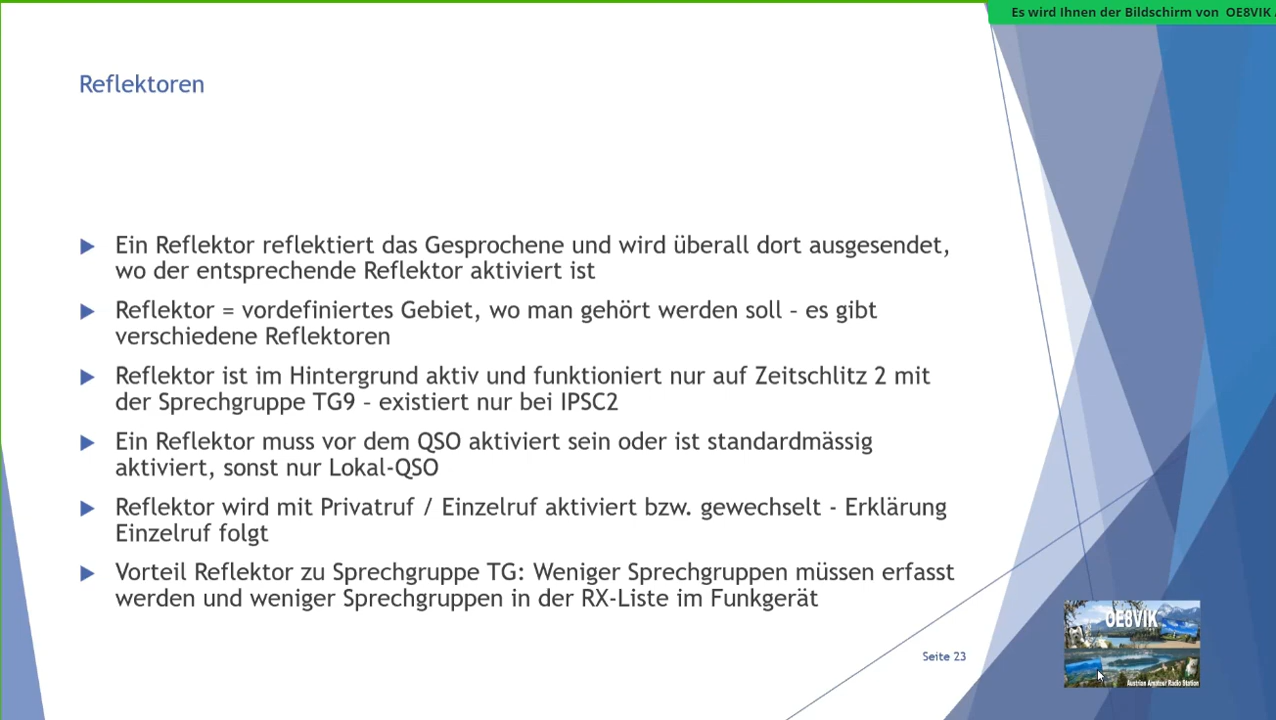 Es wird Ihnen der Bildschirm von OE8VIK
Reflektoren
Ein Reflektor reflektiert das Gesprochene und wird überall dort ausgesendet,
wo der entsprechende Reflektor aktiviert ist
Reflektor = vordefiniertes Gebiet, wo man gehört werden soll – es gibt
verschiedene Reflektoren
Reflektor ist im Hintergrund aktiv und funktioniert nur auf Zeitschlitz 2 mit
der Sprechgruppe TG9 – existiert nur bei IPSC2
Ein Reflektor muss vor dem QSO aktiviert sein oder ist standardmässig
aktiviert, sonst nur Lokal-QSO
Reflektor wird mit Privatruf / Einzelruf aktiviert bzw. gewechselt - Erklärung
Einzelruf folgt
Vorteil Reflektor zu Sprechgruppe TG: Weniger Sprechgruppen müssen erfasst
werden und weniger Sprechgruppen in der RX-Liste im Funkgerät
Seite 23
OE8VIK
Austrian Amateur Radio Station